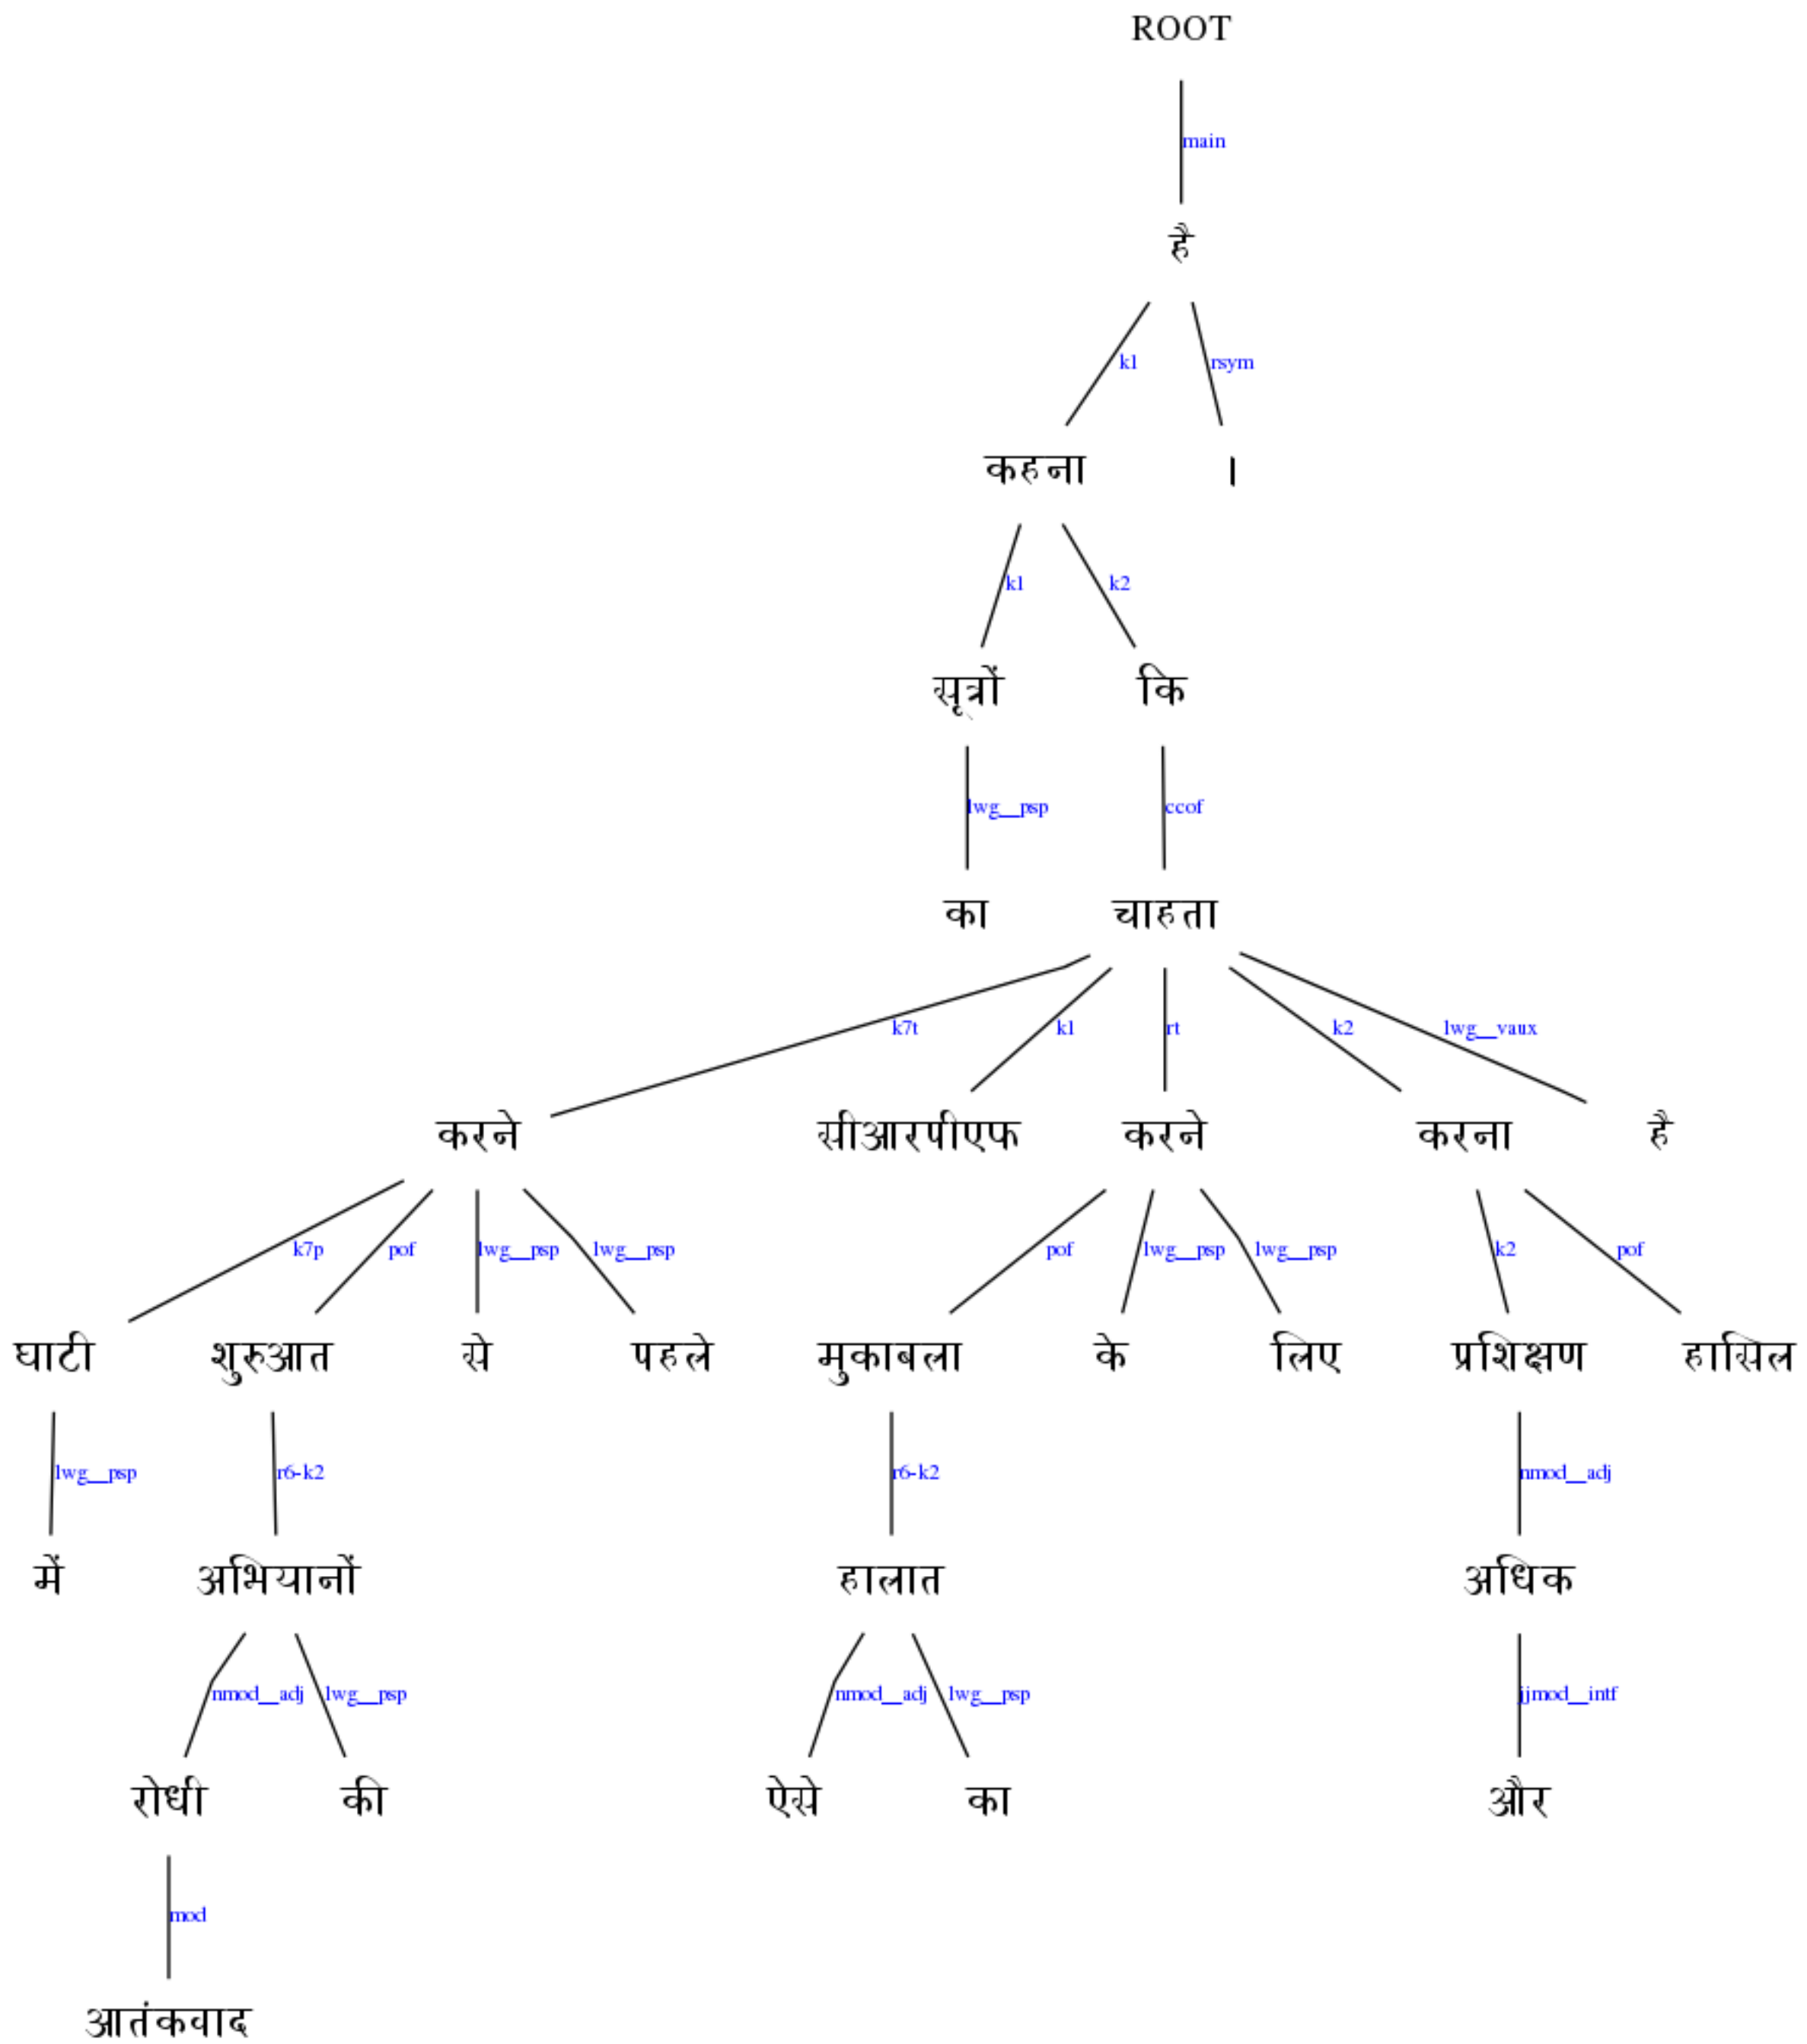 ROOT
main
है
k1 rsym
कहना ।
k1 k2
सूत्रों कि
lwg__psp ccof
का चाहता
k7t k1 rt k2 lwg__vaux
करने सीआरपीएफ करने करना है
k7p pof lwg__psp lwg__psp pof lwg__psp lwg__psp k2 pof
घाटी शुरुआत से पहले मुकाबला के लिए प्रशिक्षण हासिल
lwg__psp r6-k2 r6-k2 nmod__adj
में अभियानों हालात अधिक
nmod__adj lwg__psp nmod__adj lwg__psp jjmod__intf
रोधी की ऐसे का और
mod
आतंकवाद